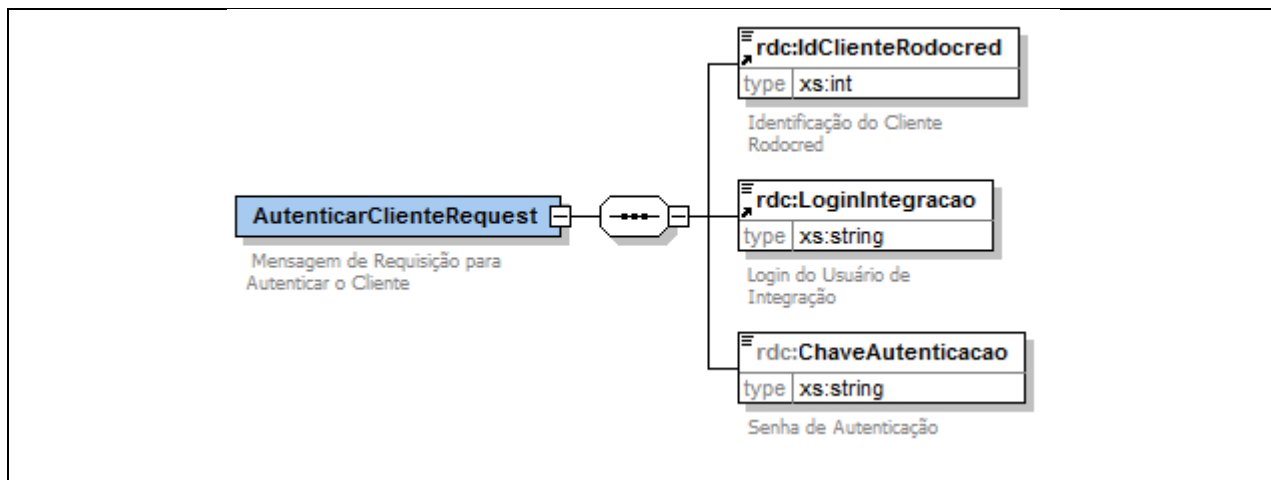 rdc:IdClienteRodocred
type xs:int
Identificação do Cliente
Rodocred
rdc:LoginIntegracao
type xs:string
Login do Usuário de
Integração
AutenticarClienteRequest
Mensagem de Requisição para
Autenticar o Cliente
rdc:ChaveAutenticacao
type xs:string
Senha de Autenticação